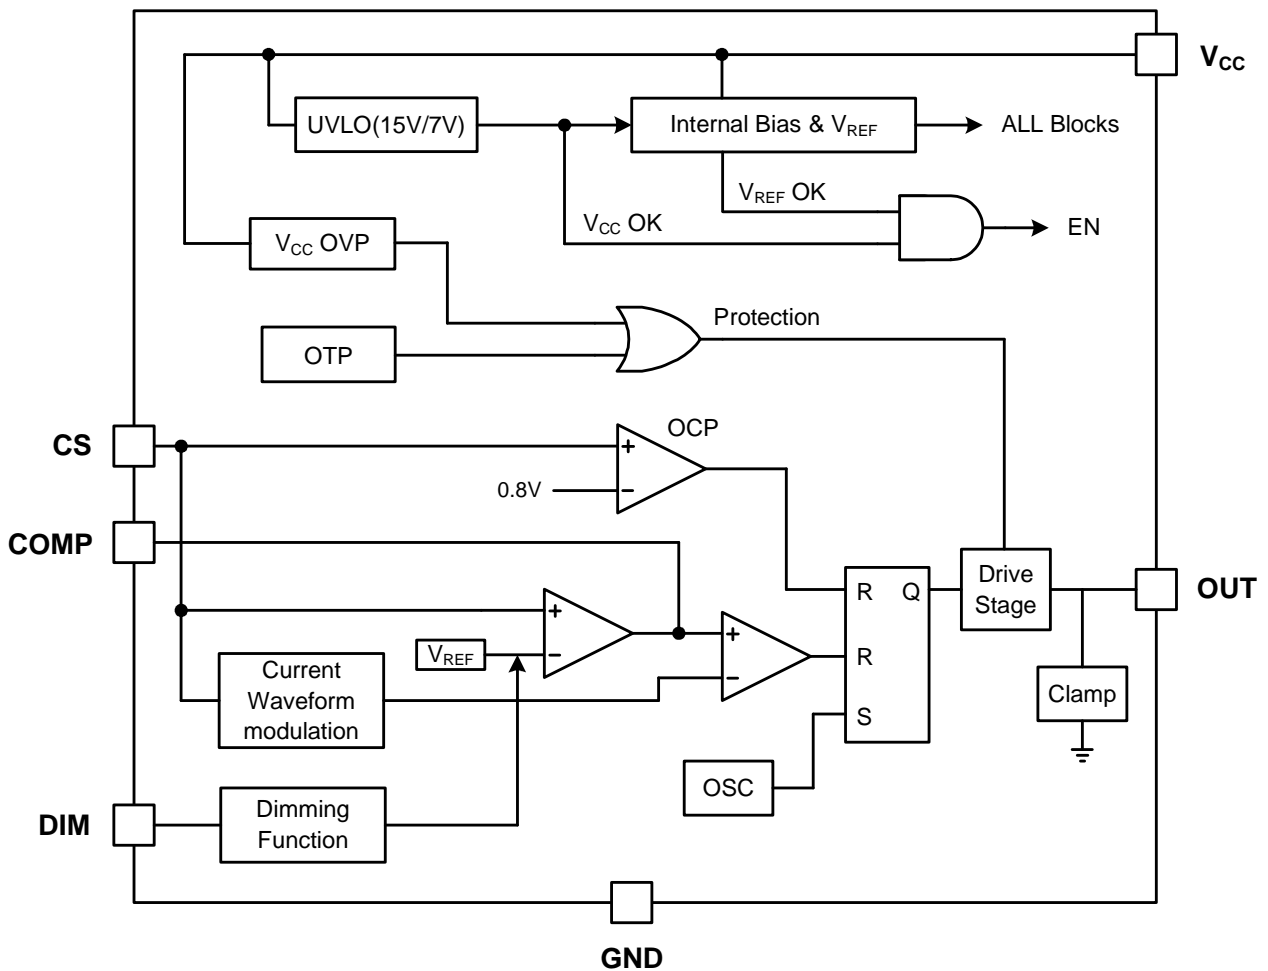 V_CC
UVLO(15V/7V)
Internal Bias & V_REF
ALL Blocks
V_REF OK
V_CC OK
EN
V_CC OVP
Protection
OTP
CS
OCP
+
0.8V
−
COMP
Drive
Stage
R
Q
OUT
+
V_REF
−
+
−
R
Current
Waveform
modulation
Clamp
S
OSC
DIM
Dimming
Function
GND